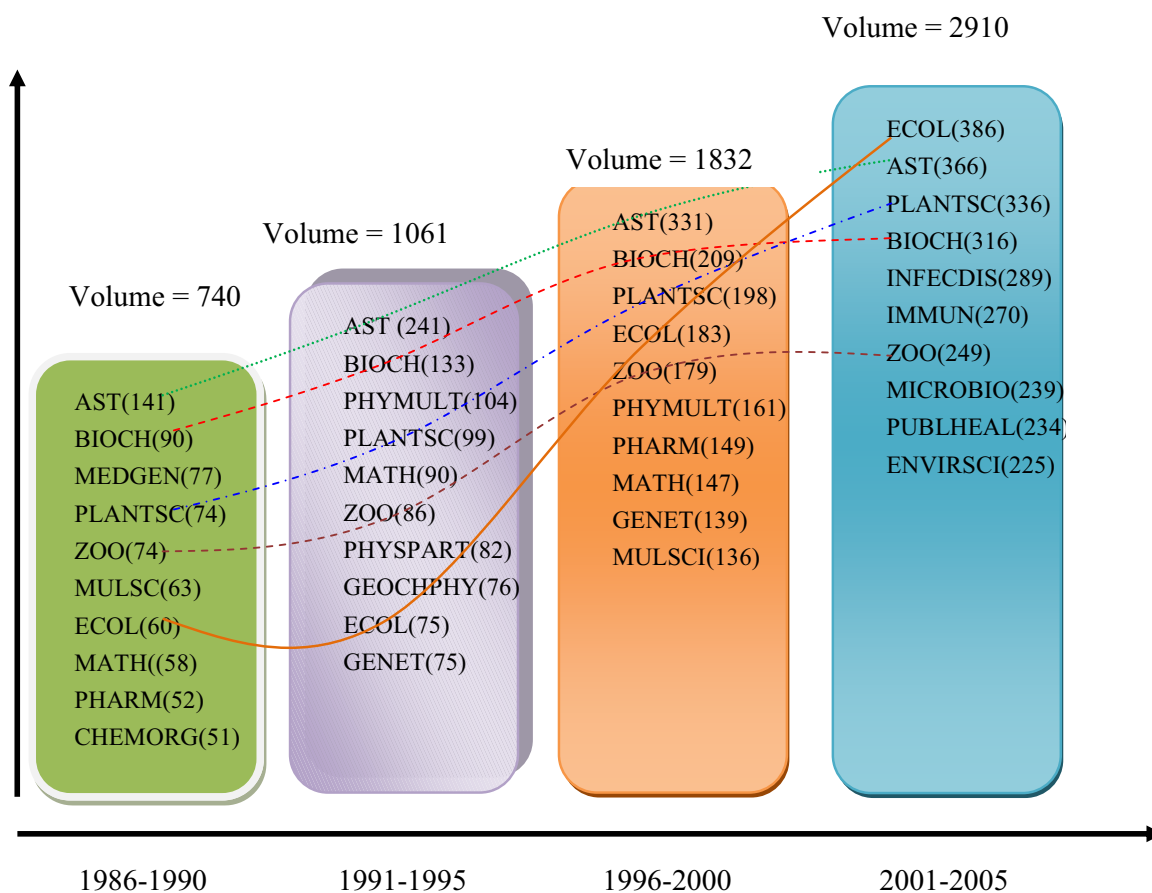 Volume = 2910
Volume = 1832
Volume = 1061
Volume = 740
AST(141)
BIOCH(90)
MEDGEN(77)
PLANTSC(74)
ZOO(74)
MULSC(63)
ECOL(60)
MATH((58)
PHARM(52)
CHEMORG(51)
AST (241)
BIOCH(133)
PHYMULT(104)
PLANTSC(99)
MATH(90)
ZOO(86)
PHYSPART(82)
GEOCHPHY(76)
ECOL(75)
GENET(75)
AST(331)
BIOCH(209)
PLANTSC(198)
ECOL(183)
ZOO(179)
PHYMULT(161)
PHARM(149)
MATH(147)
GENET(139)
MULSCI(136)
ECOL(386)
AST(366)
PLANTSC(336)
BIOCH(316)
INFECDIS(289)
IMMUN(270)
ZOO(249)
MICROBIO(239)
PUBLHEAL(234)
ENVIRSCI(225)
1986-1990
1991-1995
1996-2000
2001-2005